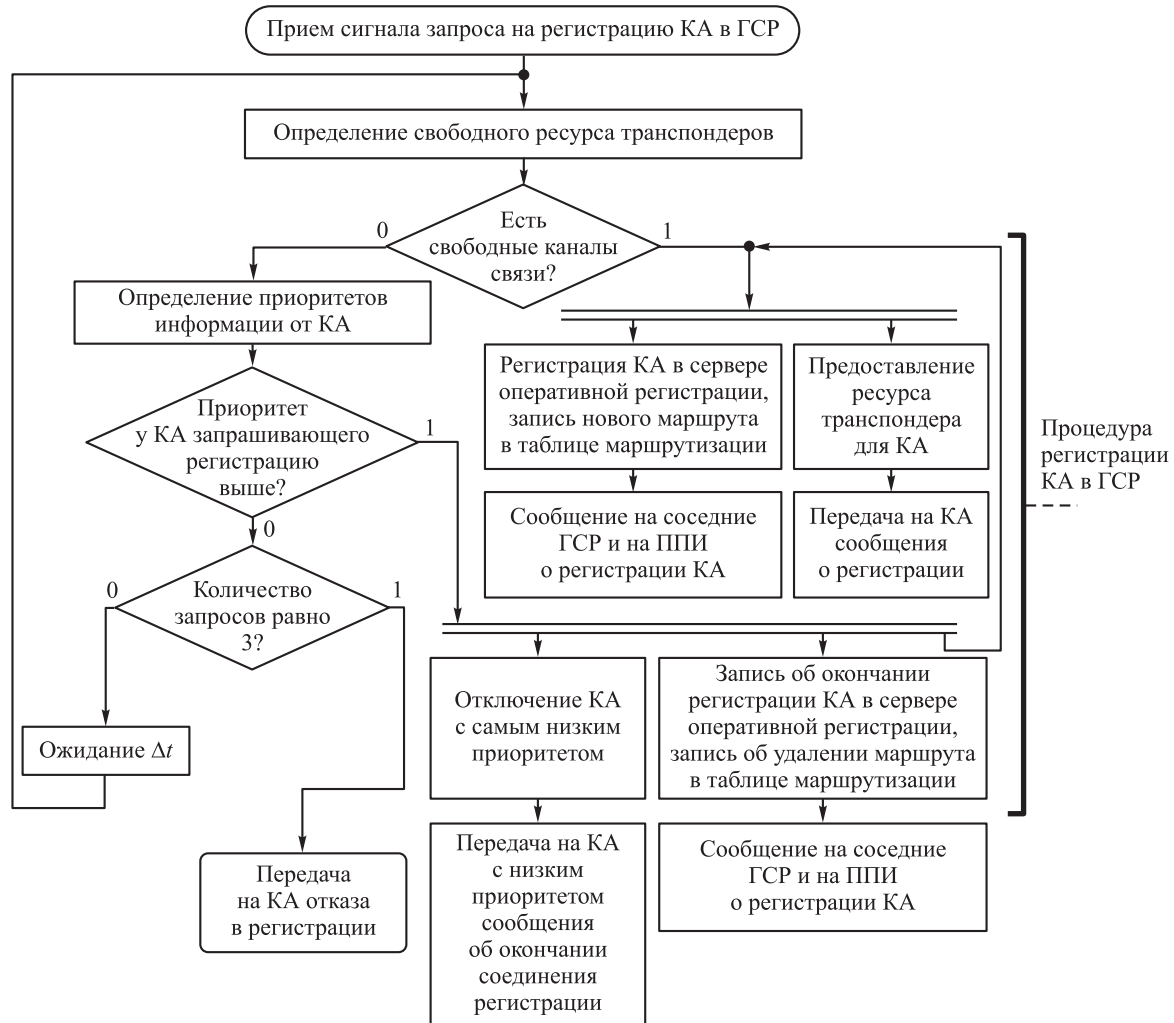 Прием сигнала запроса на регистрацию КА в ГСР
Определение свободного ресурса транспондеров
Есть
свободные каналы
связи?
0
1
Определение приоритетов
информации от КА
Приоритет
у КА запрашивающего
регистрацию
выше?
1
0
Регистрация КА в сервере
оперативной регистрации,
запись нового маршрута
в таблице маршрутизации
Предоставление
ресурса
транспондера
для КА
Процедура
регистрации
КА в ГСР
Сообщение на соседние
ГСР и на ППИ
о регистрации КА
Передача на КА
сообщения
о регистрации
0
Количество
запросов равно
3?
1
Ожидание Δt
Отключение КА
с самым низким
приоритетом
Запись об окончании
регистрации КА в сервере
оперативной регистрации,
запись об удалении маршрута
в таблице маршрутизации
Передача
на КА отказа
в регистрации
Передача на КА
с низким
приоритетом
сообщения
об окончании
соединения
регистрации
Сообщение на соседние
ГСР и на ППИ
о регистрации КА